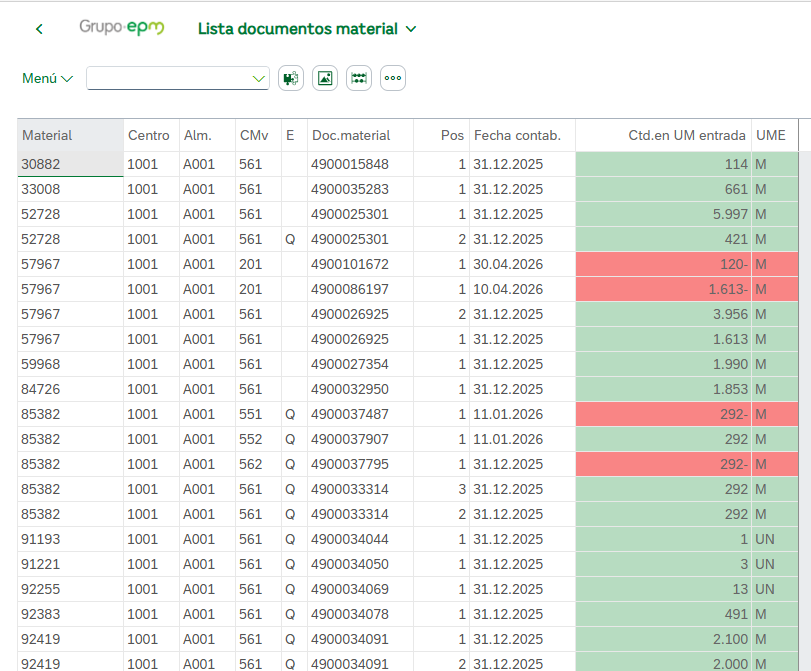 Grupo·epm Lista documentos material
Menú
Material Centro Alm. CMv E Doc.material Pos Fecha contab. Ctd.en UM entrada UME
30882 1001 A001 561 4900015848 1 31.12.2025 114 M
33008 1001 A001 561 4900035283 1 31.12.2025 661 M
52728 1001 A001 561 4900025301 1 31.12.2025 5.997 M
52728 1001 A001 561 Q 4900025301 2 31.12.2025 421 M
57967 1001 A001 201 4900101672 1 30.04.2026 120- M
57967 1001 A001 201 4900086197 1 10.04.2026 1.613- M
57967 1001 A001 561 4900026925 2 31.12.2025 3.956 M
57967 1001 A001 561 4900026925 1 31.12.2025 1.613 M
59968 1001 A001 561 4900027354 1 31.12.2025 1.990 M
84726 1001 A001 561 4900032950 1 31.12.2025 1.853 M
85382 1001 A001 551 Q 4900037487 1 11.01.2026 292- M
85382 1001 A001 552 Q 4900037907 1 11.01.2026 292 M
85382 1001 A001 562 Q 4900037795 1 31.12.2025 292- M
85382 1001 A001 561 Q 4900033314 3 31.12.2025 292 M
85382 1001 A001 561 Q 4900033314 2 31.12.2025 292 M
91193 1001 A001 561 Q 4900034044 1 31.12.2025 1 UN
91221 1001 A001 561 Q 4900034050 1 31.12.2025 3 UN
92255 1001 A001 561 Q 4900034069 1 31.12.2025 13 UN
92383 1001 A001 561 Q 4900034078 1 31.12.2025 491 M
92419 1001 A001 561 Q 4900034091 1 31.12.2025 2.100 M
92419 1001 A001 561 Q 4900034091 2 31.12.2025 2.000 M